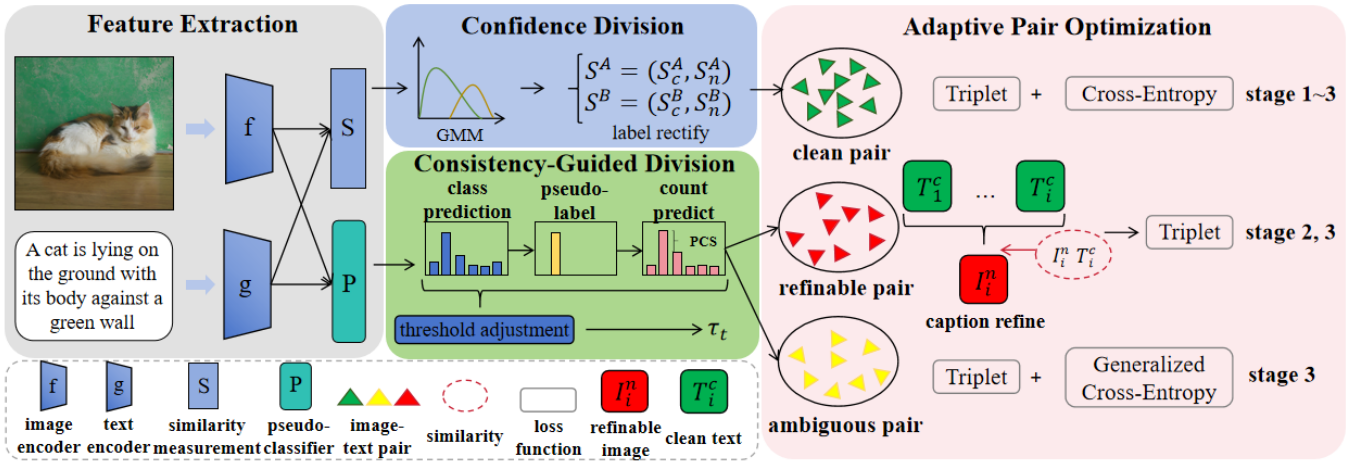 Feature Extraction
f
S
A cat is lying on
the ground with
its body against a
green wall
g
P
Confidence Division
GMM
S^A = (S_c^A, S_n^A)
S^B = (S_c^B, S_n^B)
label rectify
Consistency-Guided Division
class
prediction
pseudo-
label
count
predict
PCS
threshold adjustment
τ_t
Adaptive Pair Optimization
clean pair
Triplet + Cross-Entropy stage 1~3
refinable pair
T_1^c ... T_i^c
I_i^n T_i^c
I_i^n
caption refine
Triplet stage 2, 3
ambiguous pair
Triplet + Generalized
Cross-Entropy
stage 3
f
image
encoder
g
text
encoder
S
similarity
measurement
P
pseudo-
classifier
image-
text pair
similarity
loss
function
I_i^n
refinable
image
T_i^c
clean text